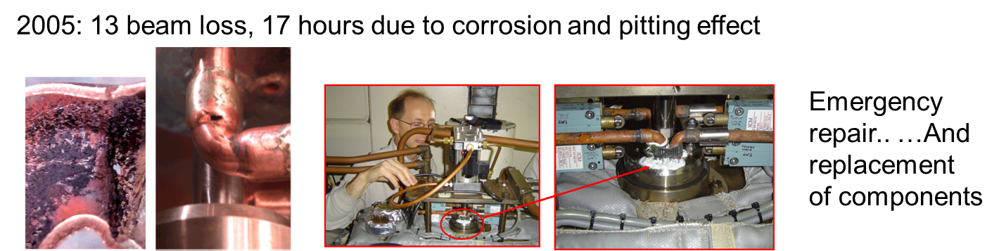 2005: 13 beam loss, 17 hours due to corrosion and pitting effect
Emergency
repair.. …And
replacement
of components